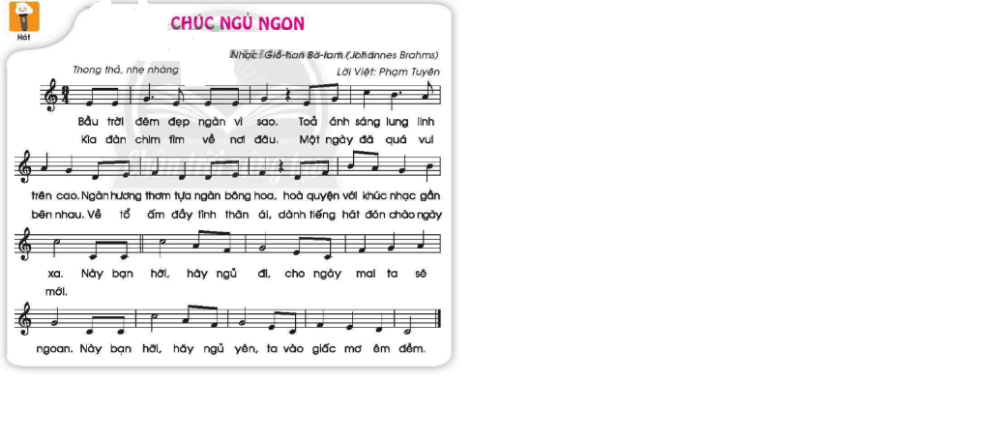 CHÚC NGỦ NGON
Hát
Nhạc: Giô-han Bờ-ram (Johannes Brahms)
Thong thả, nhẹ nhàng
Lời Việt: Phạm Tuyên
3
4
Bầu trời đêm đẹp ngàn vì sao. Toả ánh sáng lung linh
Kìa đàn chim tìm về nơi đâu. Một ngày đã quá vui
trên cao. Ngàn hương thơm tựa ngàn bông hoa, hoà quyện với khúc nhạc gần
bên nhau. Về tổ ấm đầy tình thân ái, dành tiếng hát đón chào ngày
xa. Này bạn hỡi, hãy ngủ đi, cho ngày mai ta sẽ
mới.
ngoan. Này bạn hỡi, hãy ngủ yên, ta vào giấc mơ êm đềm.